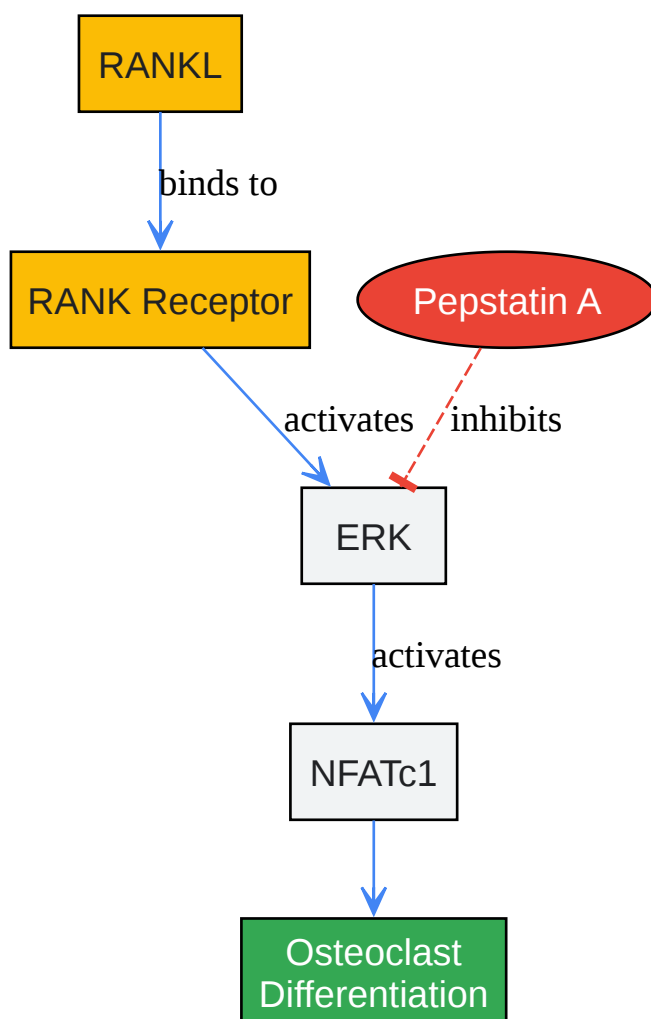 RANKL
binds to
RANK Receptor
Pepstatin A
activates
inhibits
ERK
activates
NFATc1
Osteoclast
Differentiation